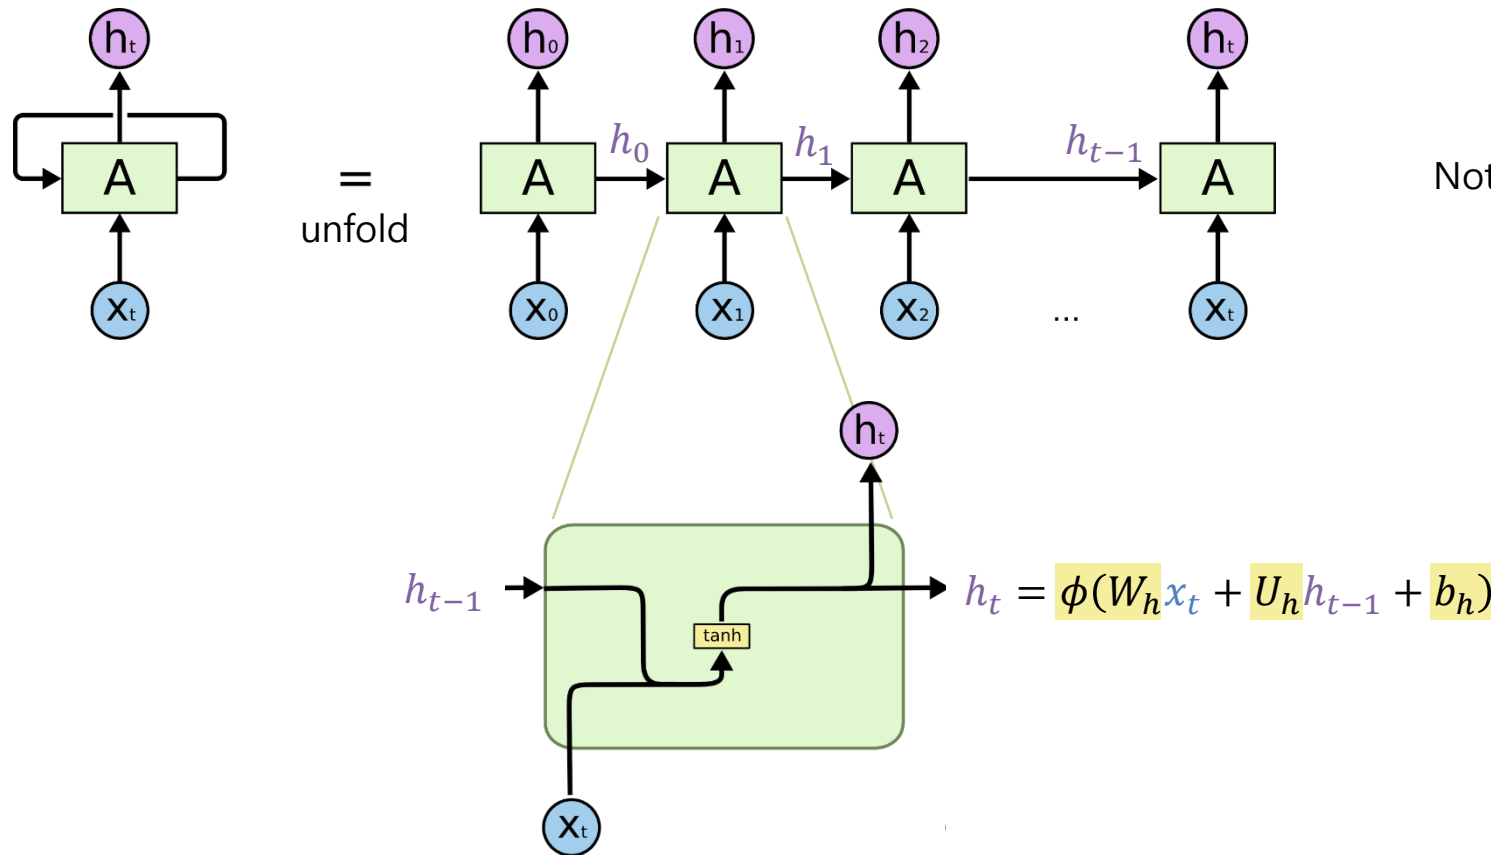 hₜ h₀ h₁ h₂ hₜ
h₀ h₁ hₜ₋₁
A A A A A
= Not
unfold
xₜ x₀ x₁ x₂ ... xₜ
hₜ
hₜ₋₁ hₜ = ϕ(Wₕxₜ + Uₕhₜ₋₁ + bₕ)
tanh
xₜ